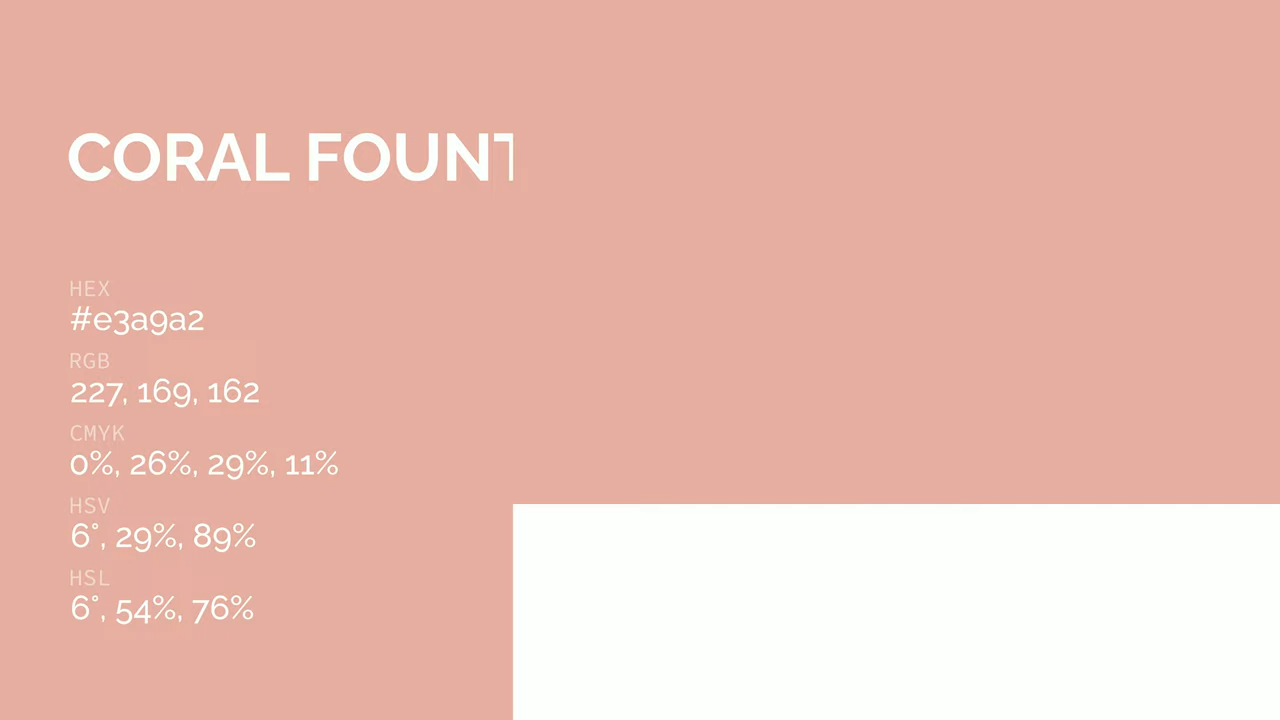 CORAL FOUNT
HEX
#e3a9a2
RGB
227, 169, 162
CMYK
0%, 26%, 29%, 11%
HSV
6°, 29%, 89%
HSL
6°, 54%, 76%